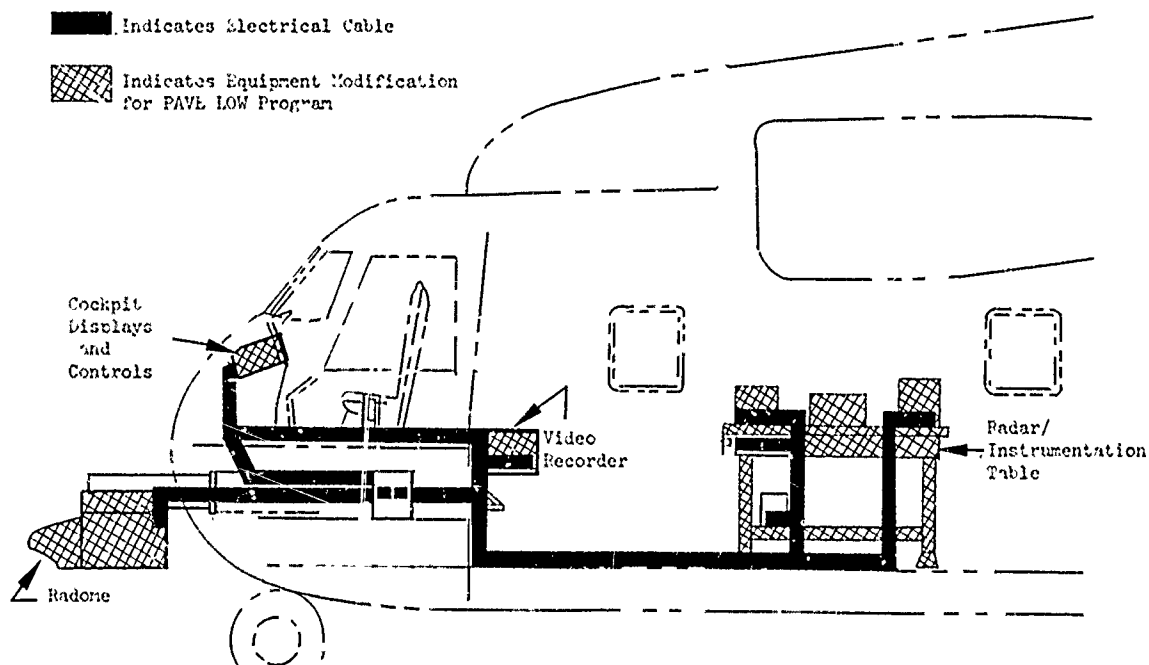 Indicates Electrical Cable
Indicates Equipment Modification
for PAVE LOW Program
Cockpit
Displays
and
Controls
Video
Recorder
Radar/
Instrumentation
Table
Radome